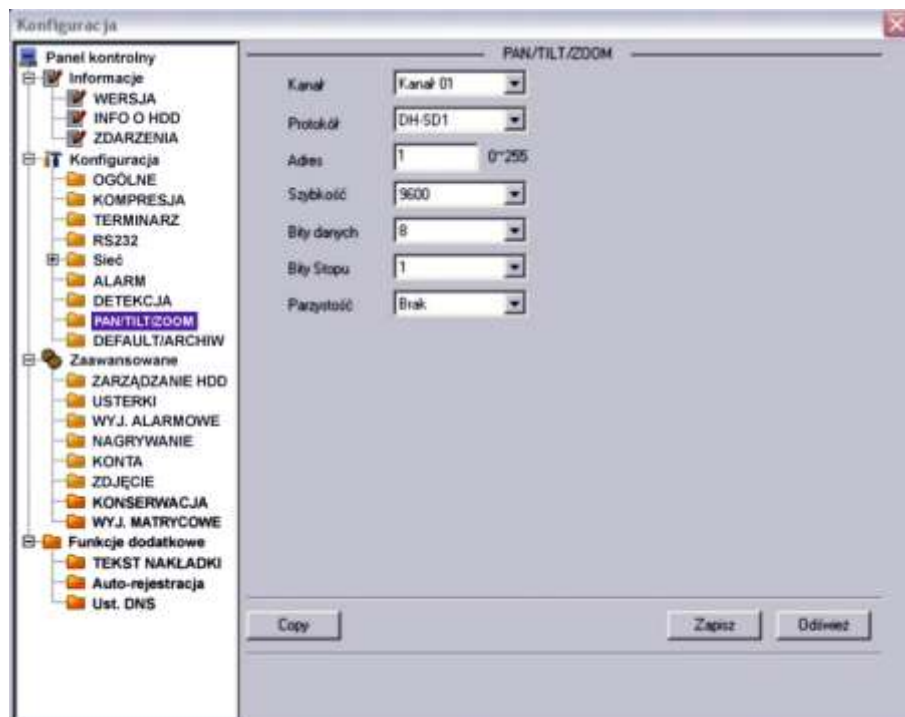 Konfiguracja
Panel kontrolny
Informacje
WERSJA
INFO O HDD
ZDARZENIA
Konfiguracja
OGÓLNE
KOMPRESJA
TERMINARZ
RS232
Sieć
ALARM
DETEKCJA
PAN/TILT/ZOOM
DEFAULT/ARCHIW
Zaawansowane
ZARZĄDZANIE HDD
USTERKI
WYJ. ALARMOWE
NAGRYWANIE
KONTA
ZDJĘCIE
KONSERWACJA
WYJ. MATRYCOWE
Funkcje dodatkowe
TEKST NAKŁADKI
Auto-rejestracja
Ust. DNS
PAN/TILT/ZOOM
Kanał Kanał 01
Protokół DH-SD1
Adres 1 0~255
Szybkość 9600
Bity danych 8
Bity Stopu 1
Parzystość Brak
Copy Zapisz Odśwież